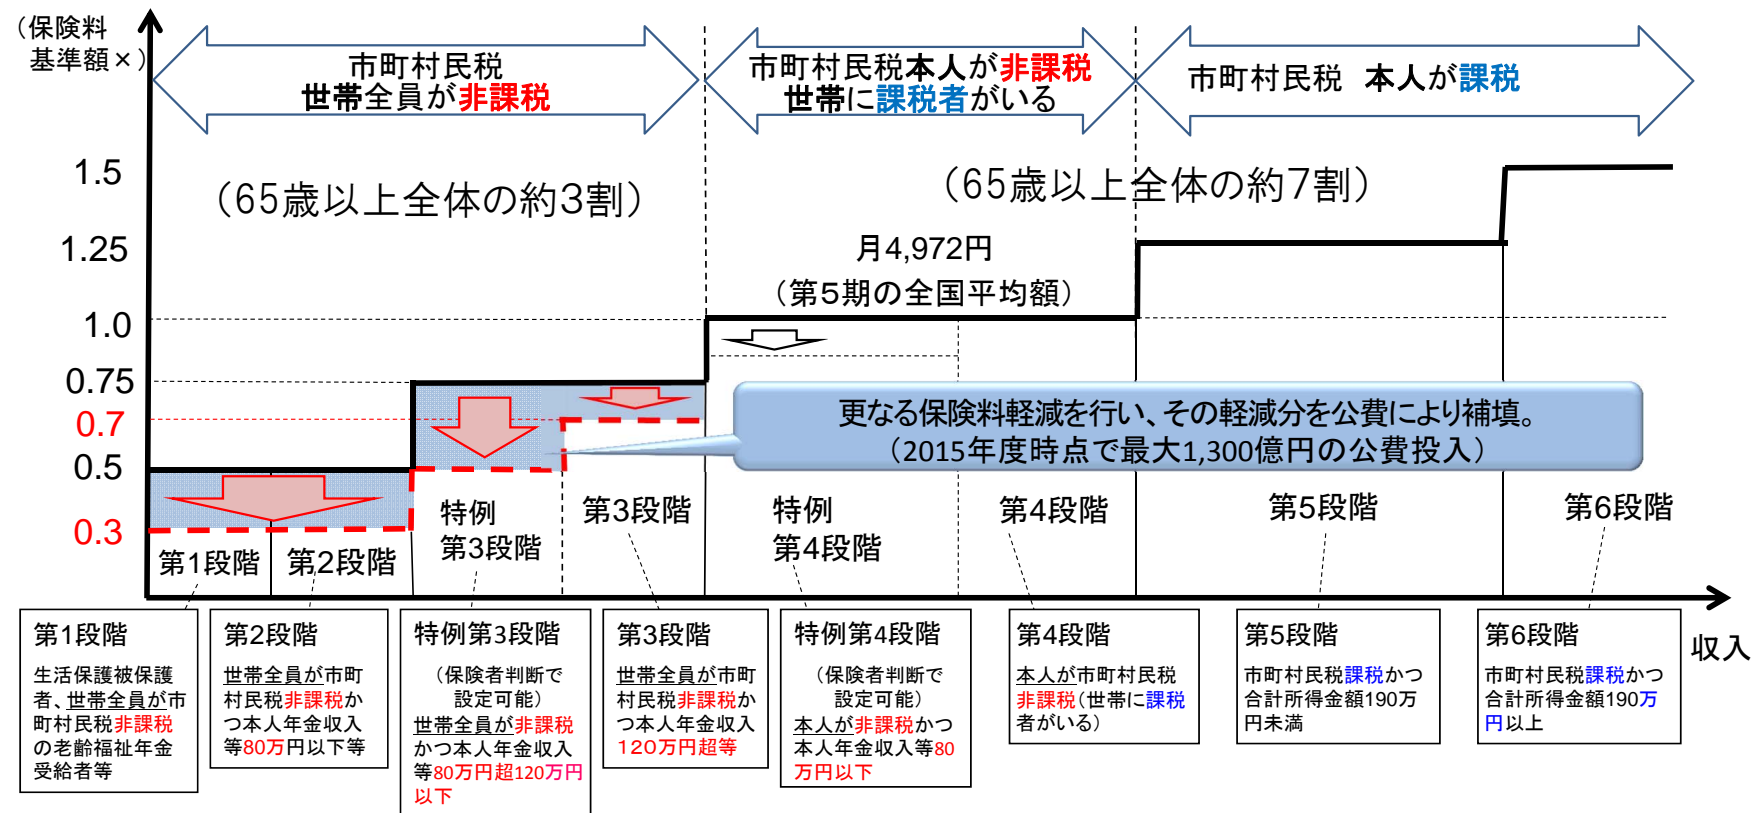 （保険料
基準額×）
市町村民税
世帯全員が非課税
市町村民税本人が非課税
世帯に課税者がいる
市町村民税　本人が課税
（65歳以上全体の約3割）
（65歳以上全体の約7割）
1.5
1.25
1.0
0.75
0.7
0.5
0.3
月4,972円
（第5期の全国平均額）
更なる保険料軽減を行い、その軽減分を公費により補填。
（2015年度時点で最大1,300億円の公費投入）
第1段階
第2段階
特例
第3段階
第3段階
特例
第4段階
第4段階
第5段階
第6段階
収入
第1段階
生活保護被保護
者、世帯全員が市
町村民税非課税
の老齢福祉年金
受給者等
第2段階
世帯全員が市町
村民税非課税か
つ本人年金収入
等80万円以下等
特例第3段階
（保険者判断で
設定可能）
世帯全員が非課税
かつ本人年金収入
等80万円超120万円
以下
第3段階
世帯全員が市町
村民税非課税か
つ本人年金収入
１２０万円超等
特例第4段階
（保険者判断で
設定可能）
本人が非課税かつ
本人年金収入等80
万円以下
第4段階
本人が市町村民税
非課税（世帯に課税
者がいる）
第5段階
市町村民税課税かつ
合計所得金額190万
円未満
第6段階
市町村民税課税かつ
合計所得金額190万
円以上